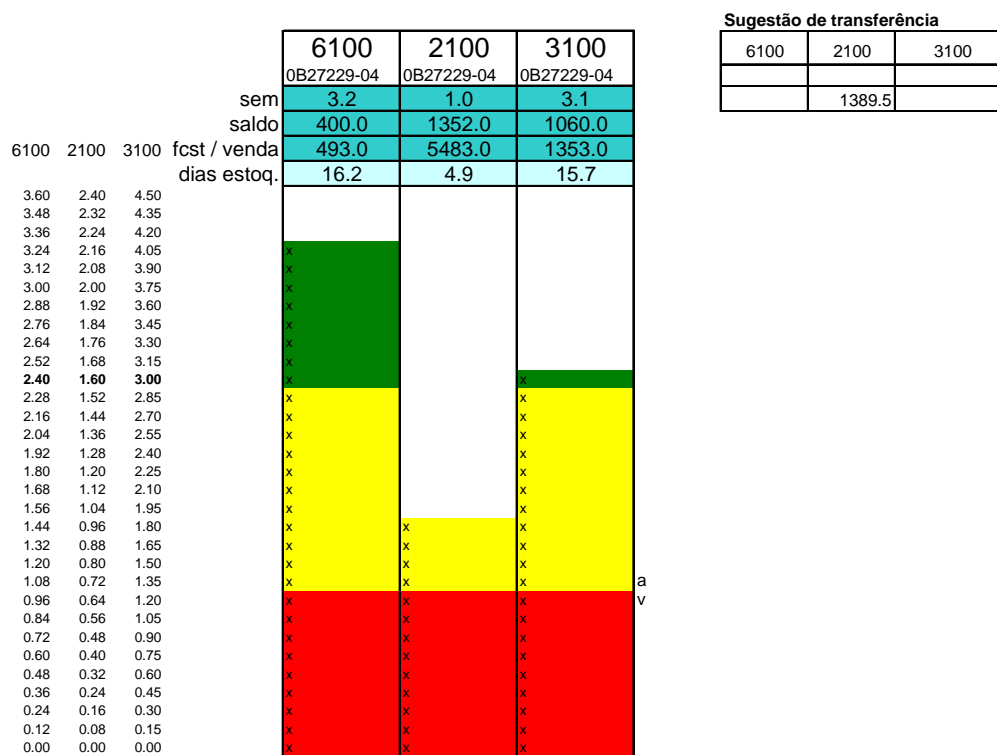 Sugestão de transferência
6100 2100 3100 6100 2100 3100
0B27229-04 0B27229-04 0B27229-04
sem 3.2 1.0 3.1
saldo 400.0 1352.0 1060.0 1389.5
6100 2100 3100 fcst / venda 493.0 5483.0 1353.0
dias estoq. 16.2 4.9 15.7
3.60 2.40 4.50
3.48 2.32 4.35
3.36 2.24 4.20
3.24 2.16 4.05 x
3.12 2.08 3.90 x
3.00 2.00 3.75 x
2.88 1.92 3.60 x
2.76 1.84 3.45 x
2.64 1.76 3.30 x
2.52 1.68 3.15 x
2.40 1.60 3.00 x x
2.28 1.52 2.85 x x
2.16 1.44 2.70 x x
2.04 1.36 2.55 x x
1.92 1.28 2.40 x x
1.80 1.20 2.25 x x
1.68 1.12 2.10 x x
1.56 1.04 1.95 x x
1.44 0.96 1.80 x x x
1.32 0.88 1.65 x x x
1.20 0.80 1.50 x x x
1.08 0.72 1.35 x x x a
0.96 0.64 1.20 x x x v
0.84 0.56 1.05 x x x
0.72 0.48 0.90 x x x
0.60 0.40 0.75 x x x
0.48 0.32 0.60 x x x
0.36 0.24 0.45 x x x
0.24 0.16 0.30 x x x
0.12 0.08 0.15 x x x
0.00 0.00 0.00 x x x